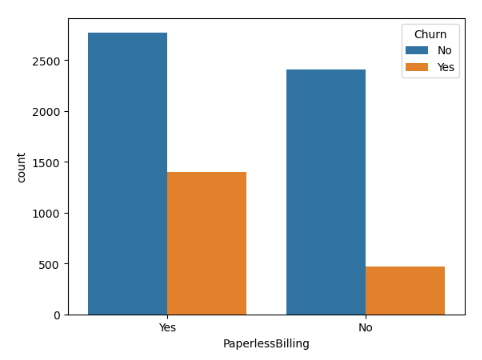 Churn
No
Yes
2500
2000
1500
1000
500
0
count
Yes
No
PaperlessBilling